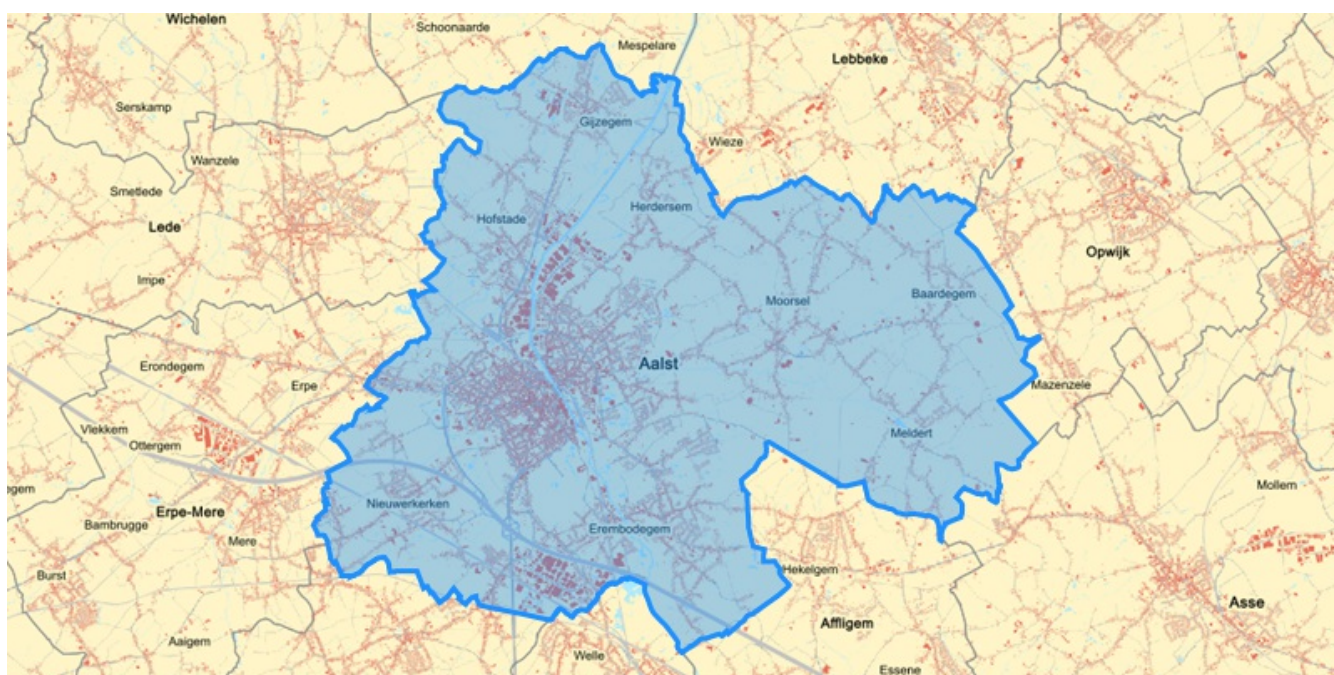 Wichelen
Schoonaarde
Mespelare
Lebbeke
Serskamp
Gijzegem
Wieze
Wanzele
Smetlede
Herdersem
Hofstade
Lede
Opwijk
Impe
Moorsel
Baardegem
Aalst
Erondegem
Erpe
Mazenzele
Vlekkem
Ottergem
Meldert
egem
Mollem
Nieuwerkerken
Erpe-Mere
Bambrugge
Erembodegem
Mere
Hekelgem
Burst
Asse
Affligem
Aaigem
Welle
Essene